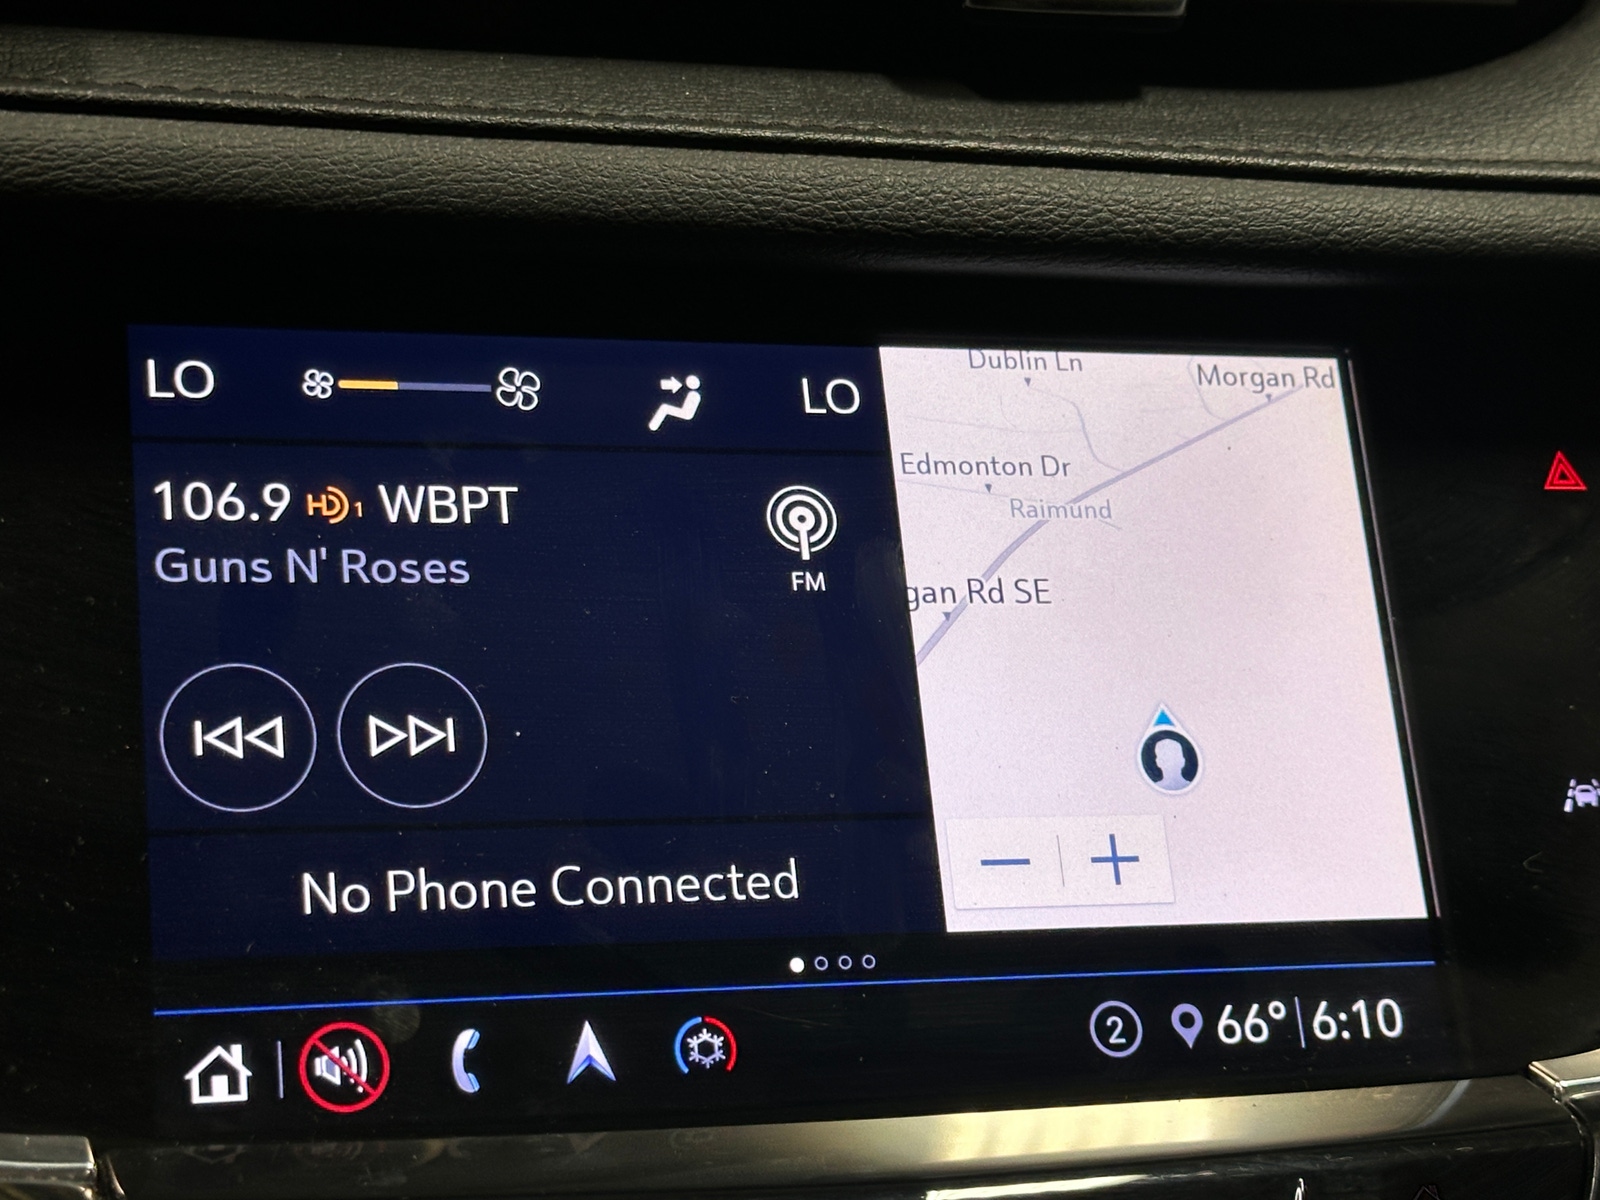 LO
LO
106.9 HD 1 WBPT
Guns N' Roses
FM
No Phone Connected
Dublin Ln
Morgan Rd
Edmonton Dr
Raimund
gan Rd SE
2 66° 6:10